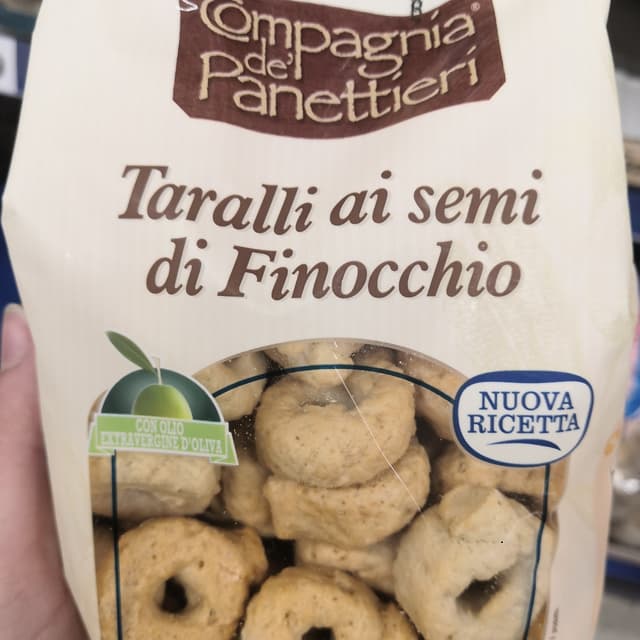 Compagnia
de'
Panettieri
Taralli ai semi
di Finocchio
CON OLIO
EXTRAVERGINE D'OLIVA
NUOVA
RICETTA